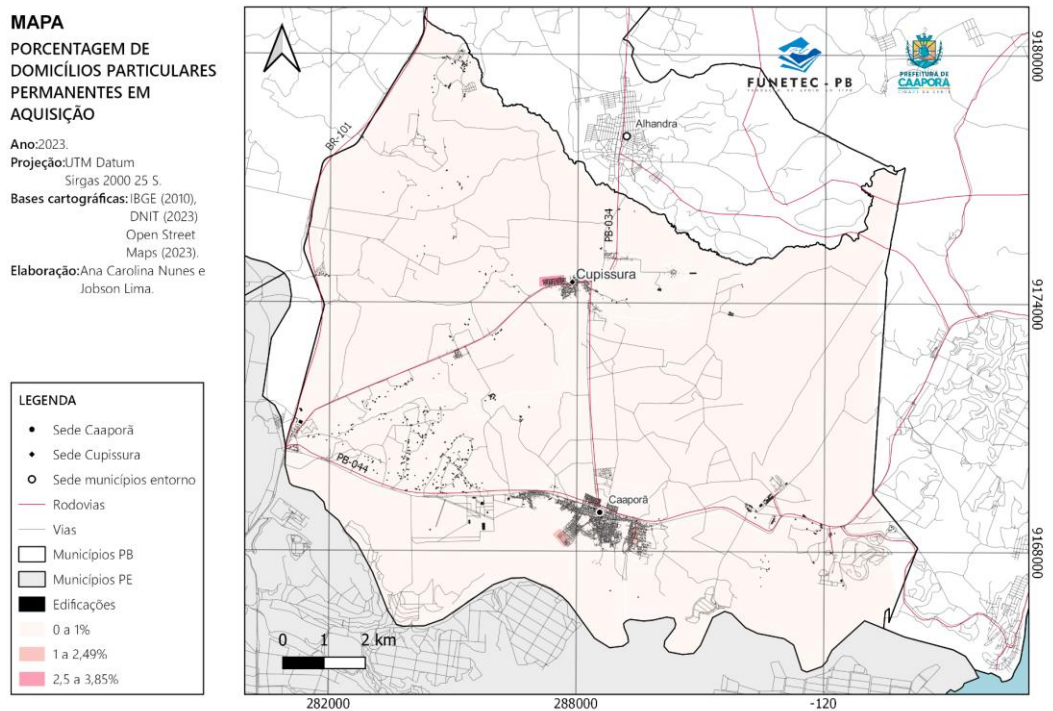 MAPA
PORCENTAGEM DE
DOMICÍLIOS PARTICULARES
PERMANENTES EM
AQUISIÇÃO
Ano:2023.
Projeção:UTM Datum
Sirgas 2000 25 S.
Bases cartográficas:IBGE (2010),
DNIT (2023)
Open Street
Maps (2023).
Elaboração:Ana Carolina Nunes e
Jobson Lima.
LEGENDA
Sede Caaporã
Sede Cupissura
Sede municípios entorno
Rodovias
Vias
Municípios PB
Municípios PE
Edificações
0 a 1%
1 a 2,49%
2,5 a 3,85%
FUNETEC-PB
PREFEITURA DE
CAAPORA
BR-101
Alhandra
PB-034
Cupissura
PB-044
Caaporã
0 1 2 km
9180000
9174000
9168000
282000
288000
-120